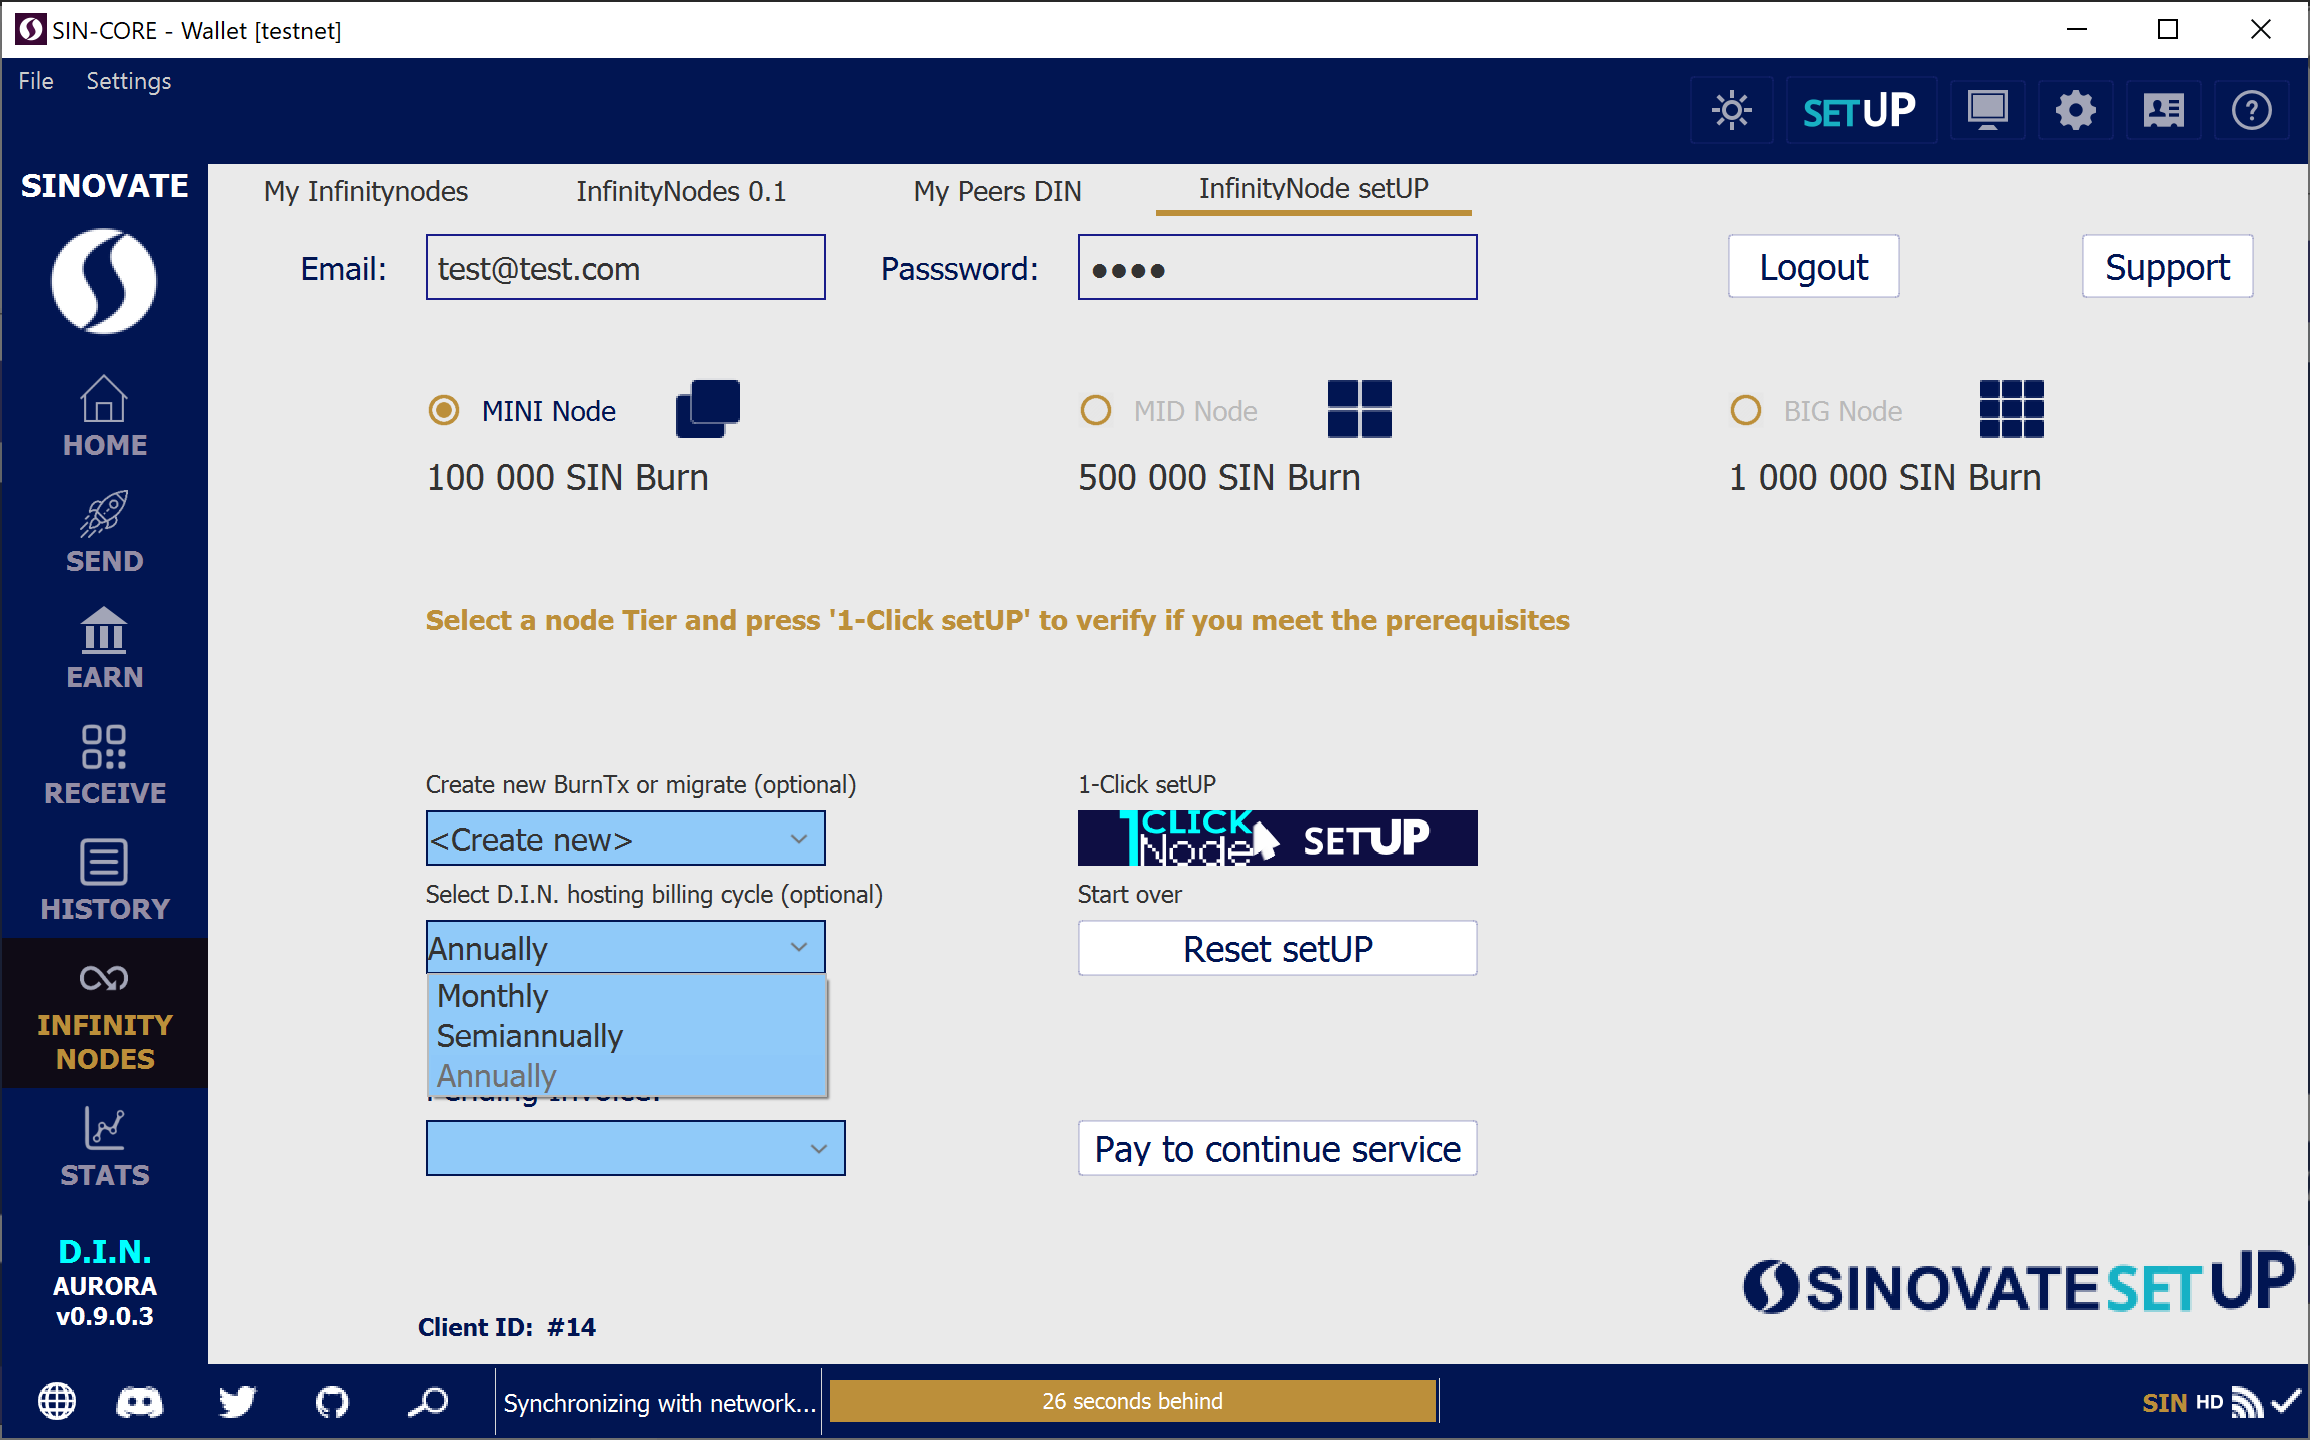 SIN-CORE - Wallet [testnet]
File Settings
SETUP
SINOVATE
My Infinitynodes InfinityNodes 0.1 My Peers DIN InfinityNode setUP
Email: test@test.com Passsword: ●●●● Logout Support
HOME
MINI Node MID Node BIG Node
100 000 SIN Burn 500 000 SIN Burn 1 000 000 SIN Burn
SEND
Select a node Tier and press '1-Click setUP' to verify if you meet the prerequisites
EARN
RECEIVE
Create new BurnTx or migrate (optional) 1-Click setUP
<Create new> 1CLICK Node SETUP
HISTORY
Select D.I.N. hosting billing cycle (optional) Start over
Annually Reset setUP
Monthly
Semiannually
Annually
INFINITY
NODES
Pending Invoice:
Pay to continue service
STATS
D.I.N.
AURORA
v0.9.0.3
SINOVATE SETUP
Client ID: #14
Synchronizing with network... 26 seconds behind SIN HD